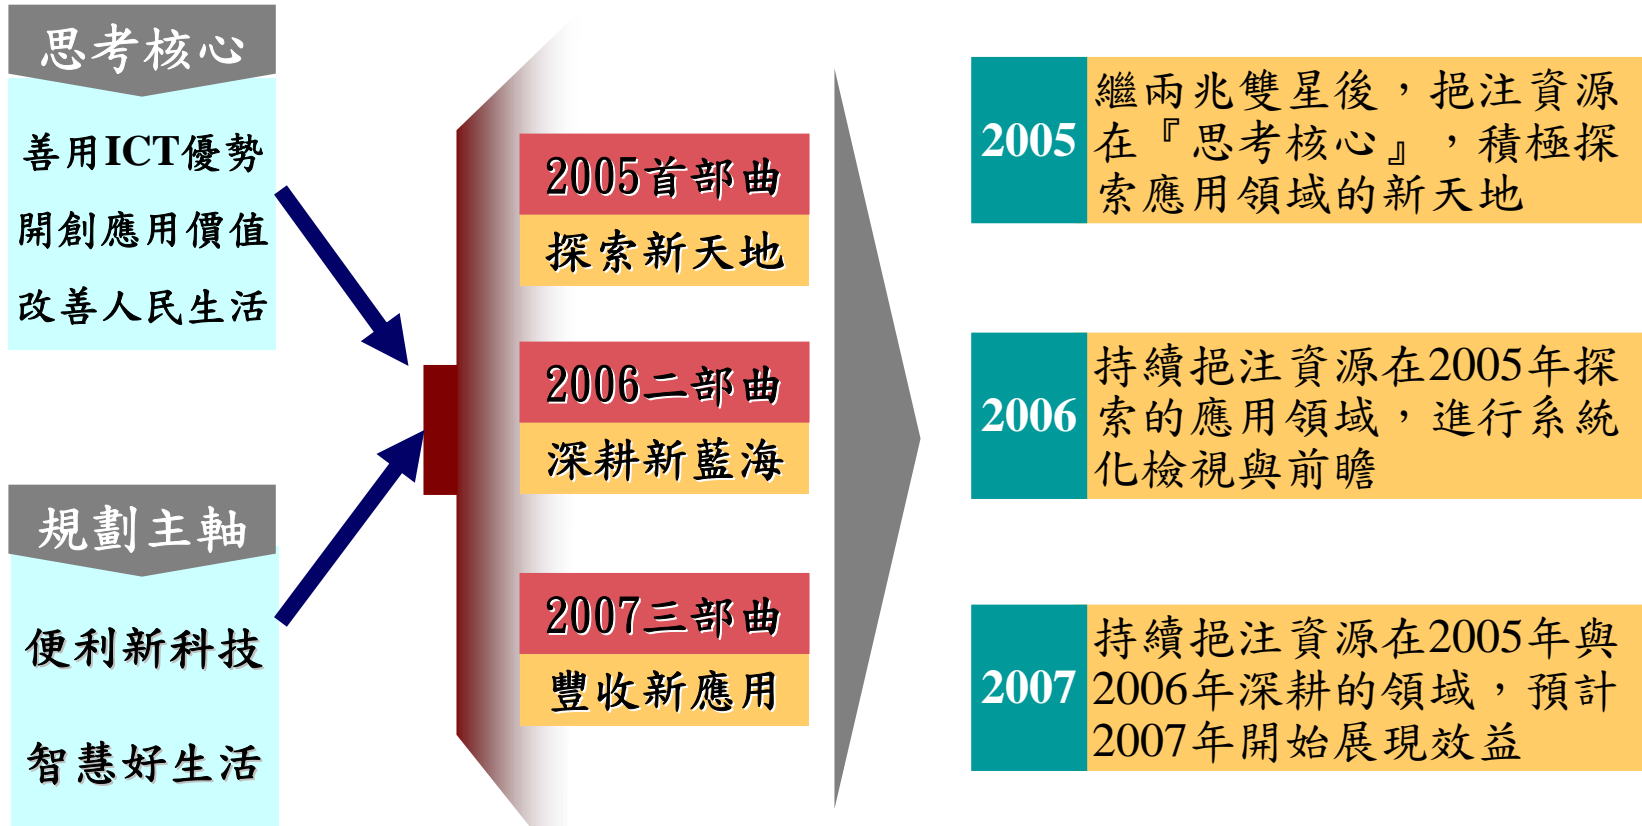 思考核心
善用ICT優勢
開創應用價值
改善人民生活
規劃主軸
便利新科技
智慧好生活
2005首部曲
探索新天地
2006二部曲
深耕新藍海
2007三部曲
豐收新應用
2005
繼兩兆雙星後，挹注資源
在『思考核心』，積極探
索應用領域的新天地
2006
持續挹注資源在2005年探
索的應用領域，進行系統
化檢視與前瞻
2007
持續挹注資源在2005年與
2006年深耕的領域，預計
2007年開始展現效益